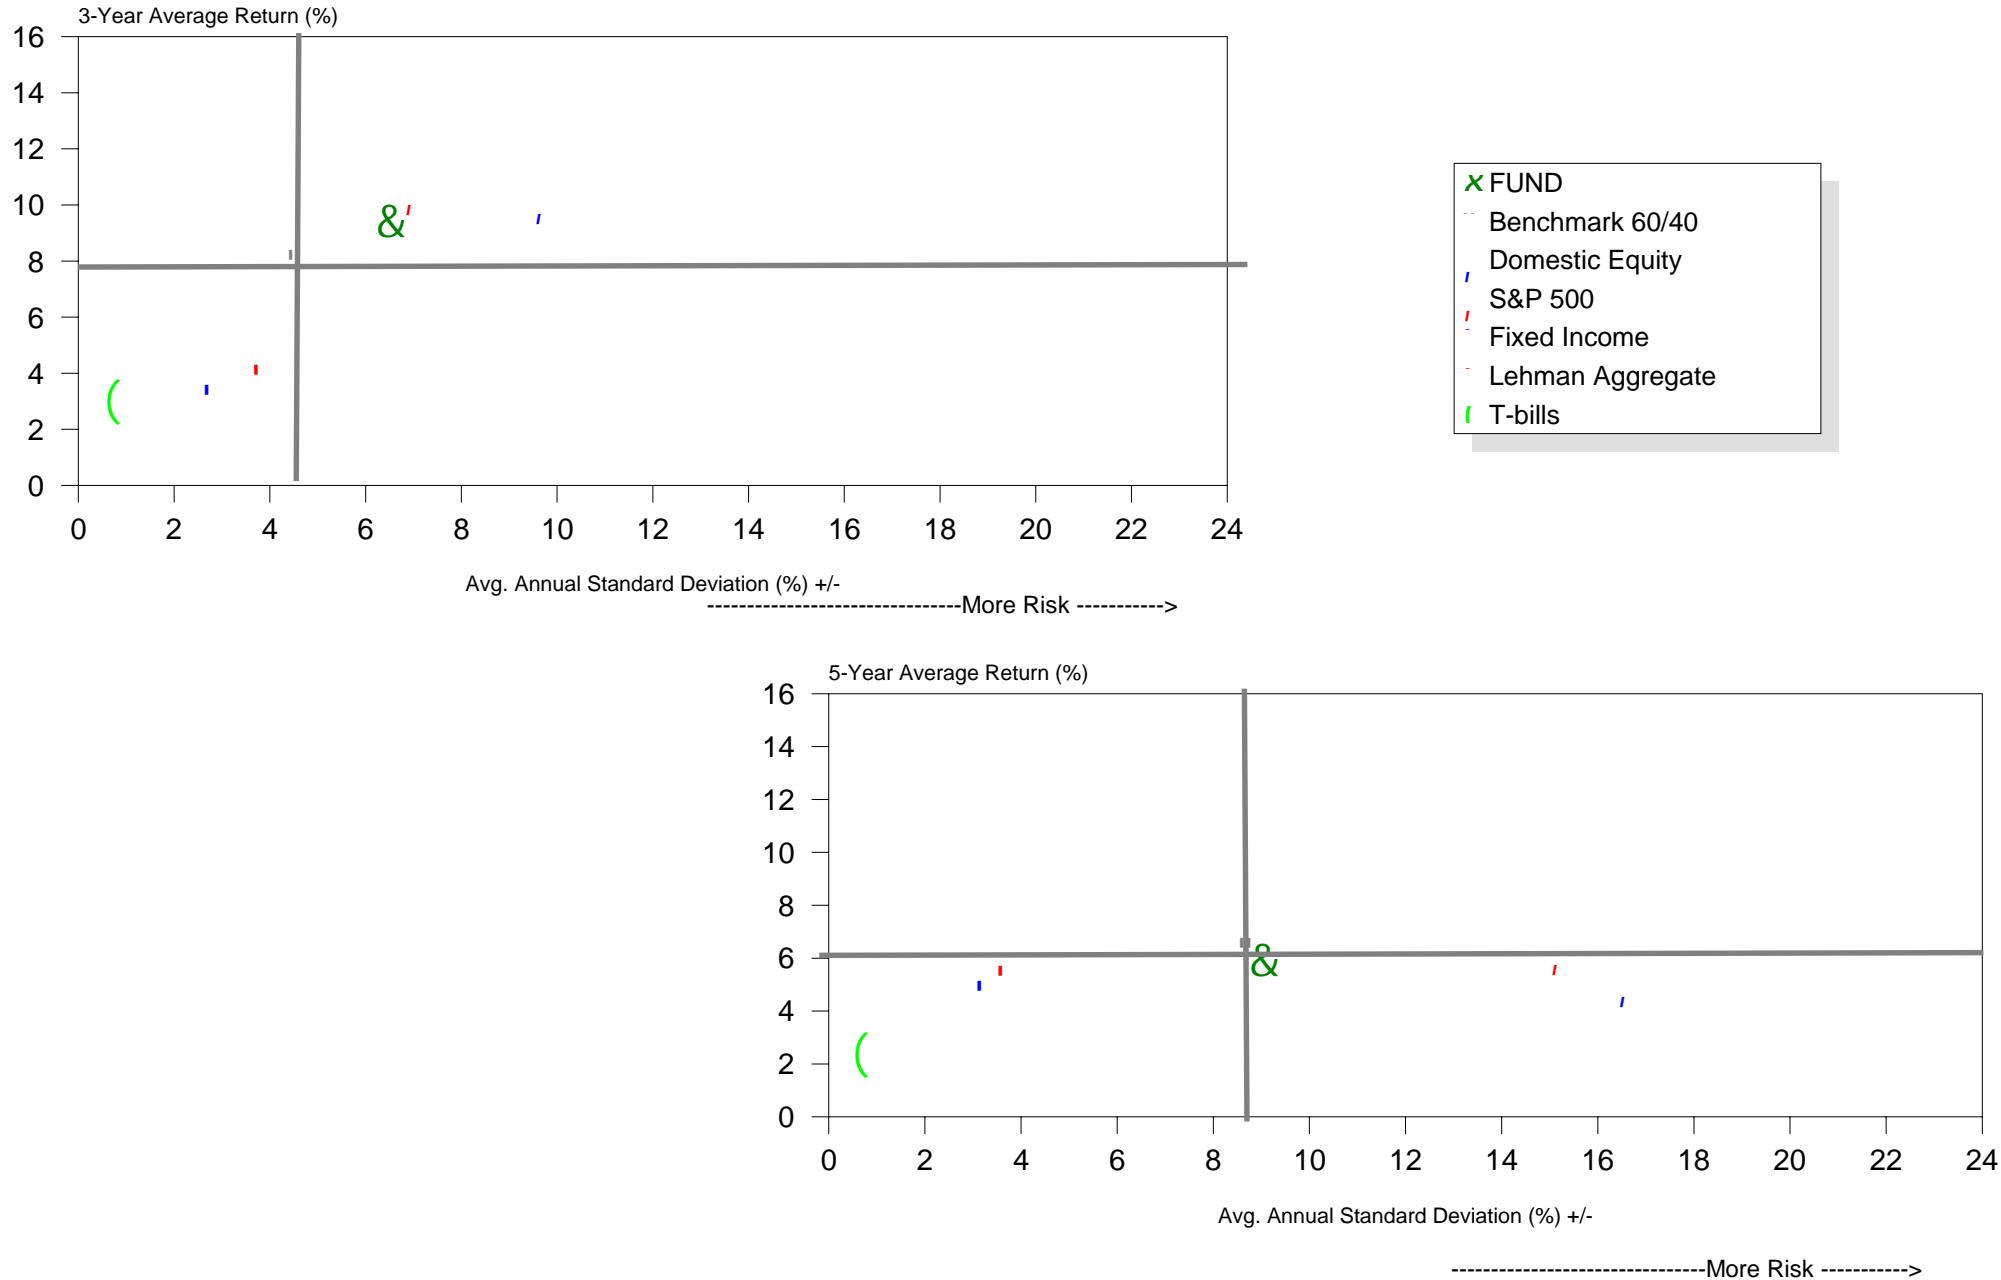 3-Year Average Return (%)
16
14
12
10
8
6
4
2
0
0 2 4 6 8 10 12 14 16 18 20 22 24
&
(
Avg. Annual Standard Deviation (%) +/-
--------------------------------More Risk ----------->
x FUND
Benchmark 60/40
Domestic Equity
S&P 500
Fixed Income
Lehman Aggregate
( T-bills
5-Year Average Return (%)
16
14
12
10
8
6
4
2
0
0 2 4 6 8 10 12 14 16 18 20 22 24
&
(
Avg. Annual Standard Deviation (%) +/-
--------------------------------More Risk ----------->